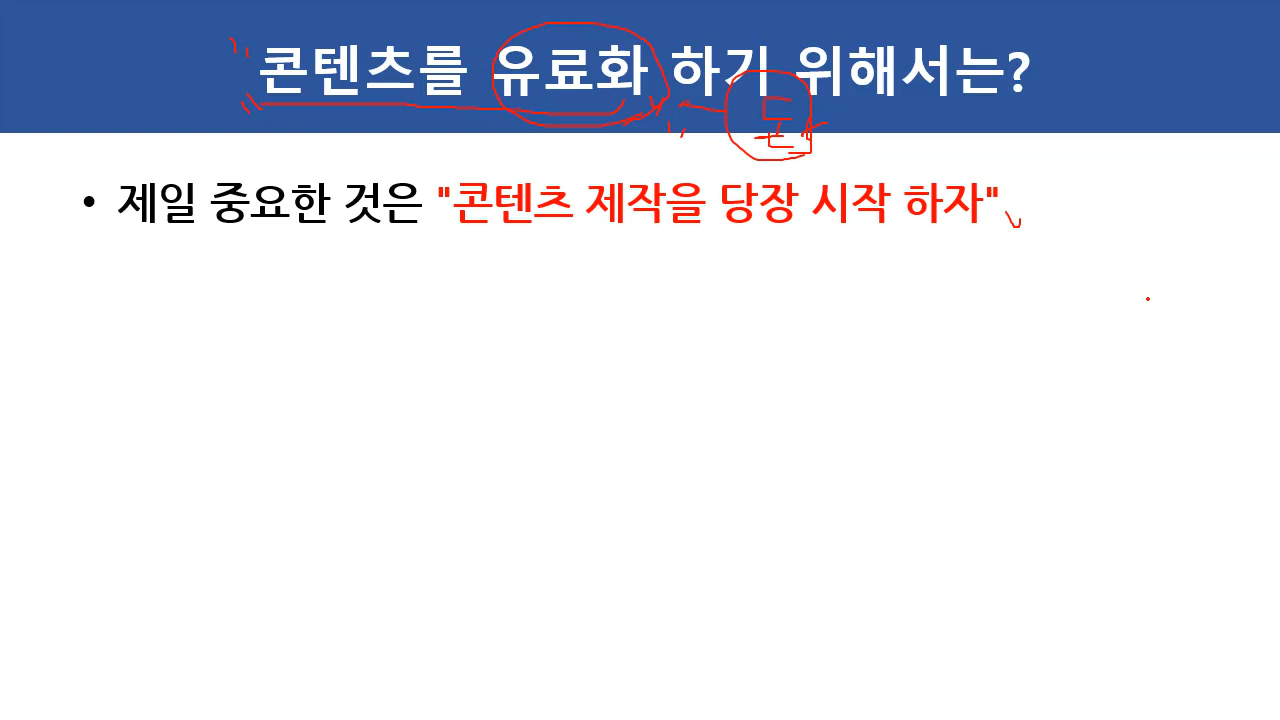 콘텐츠를 유료화 하기 위해서는?
• 제일 중요한 것은 "콘텐츠 제작을 당장 시작 하자"